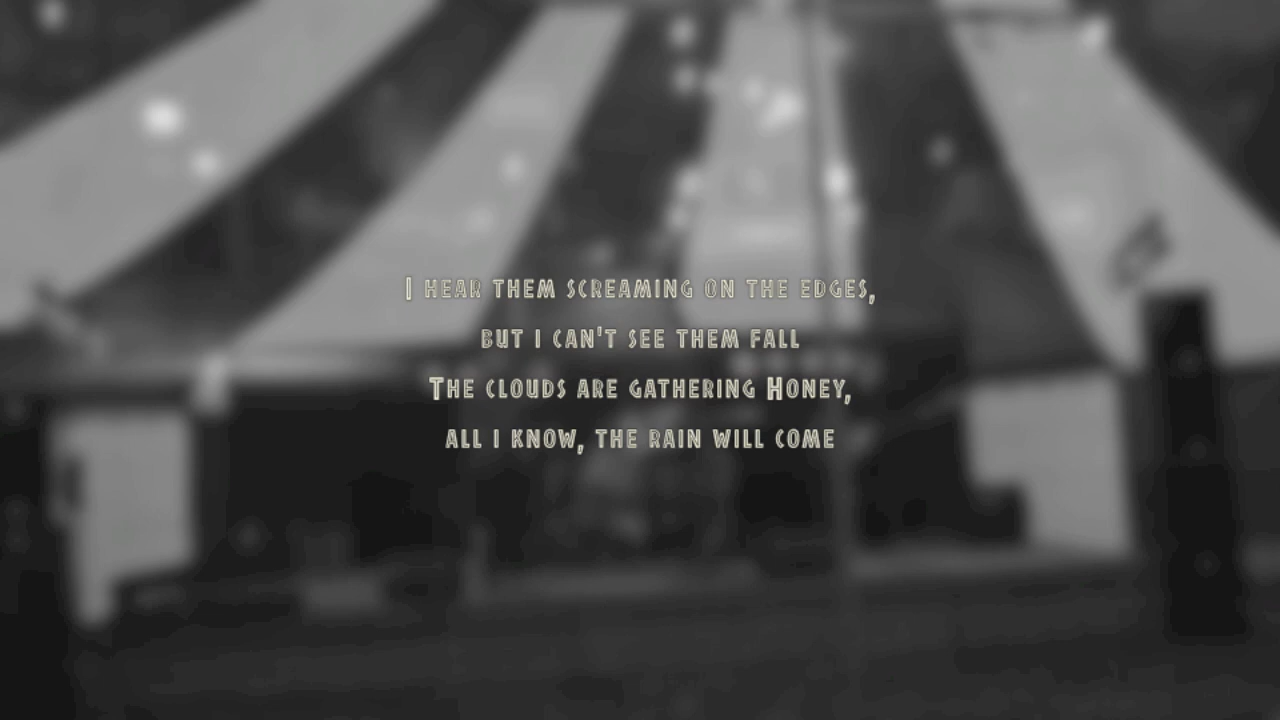 I hear them screaming on the edges,
but i can't see them fall
The clouds are gathering Honey,
all i know, the rain will come